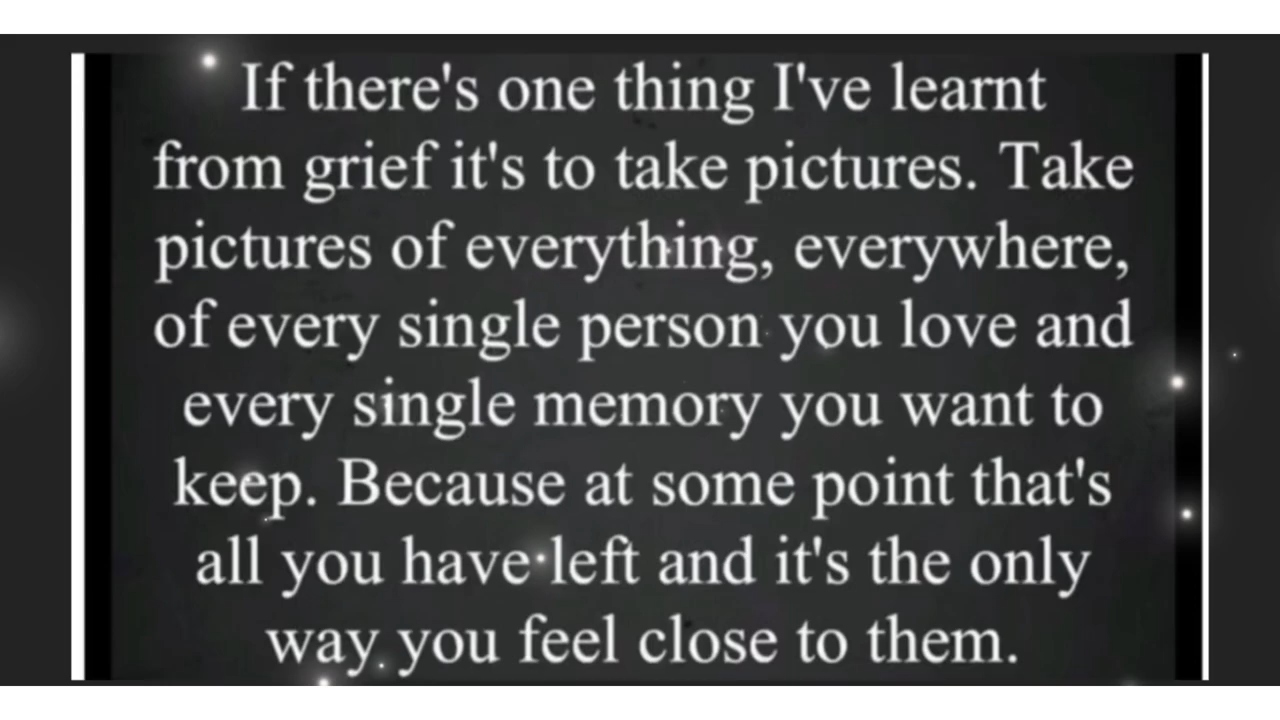 If there's one thing I've learnt
from grief it's to take pictures. Take
pictures of everything, everywhere,
of every single person you love and
every single memory you want to
keep. Because at some point that's
all you have left and it's the only
way you feel close to them.